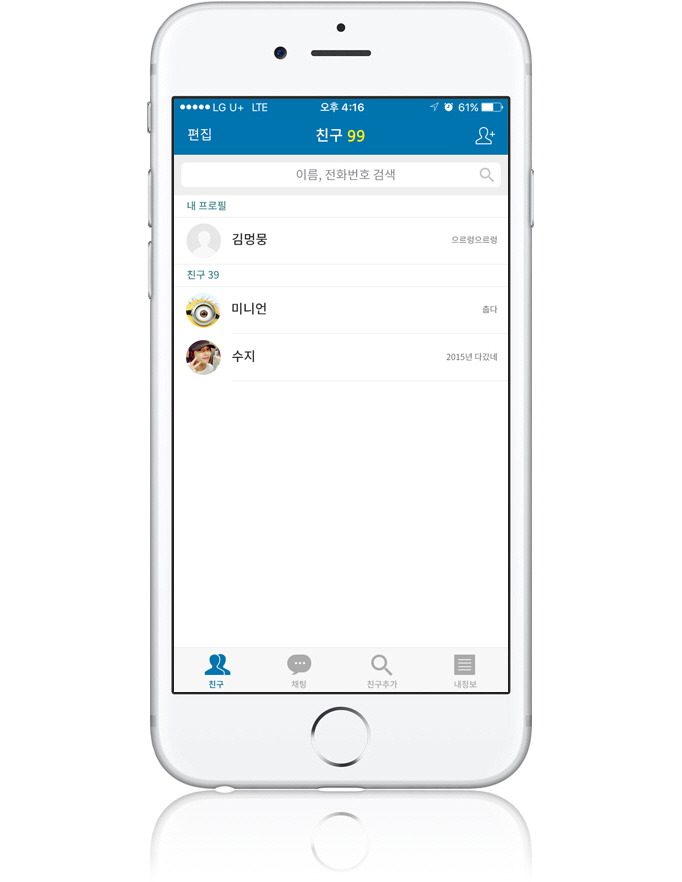 LG U+ LTE 오후 4:16 61%
편집 친구 99
이름, 전화번호 검색
내 프로필
김멍뭉 으르렁으르렁
친구 39
미니언 춥다
수지 2015년 다갔네
친구 채팅 친구추가 내정보